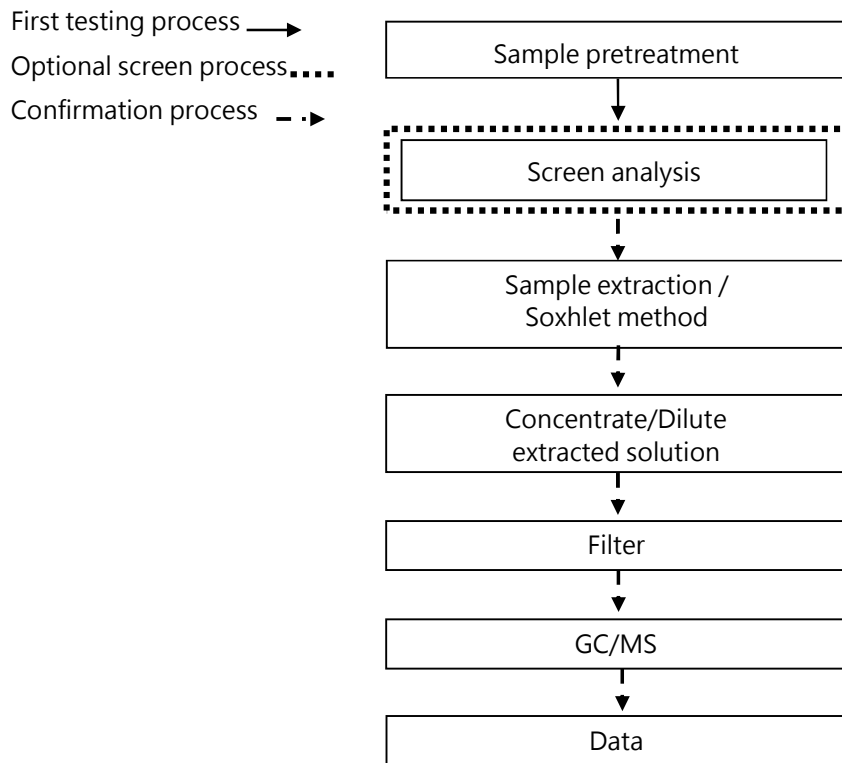 First testing process
Optional screen process
Confirmation process
Sample pretreatment
Screen analysis
Sample extraction /
Soxhlet method
Concentrate/Dilute
extracted solution
Filter
GC/MS
Data